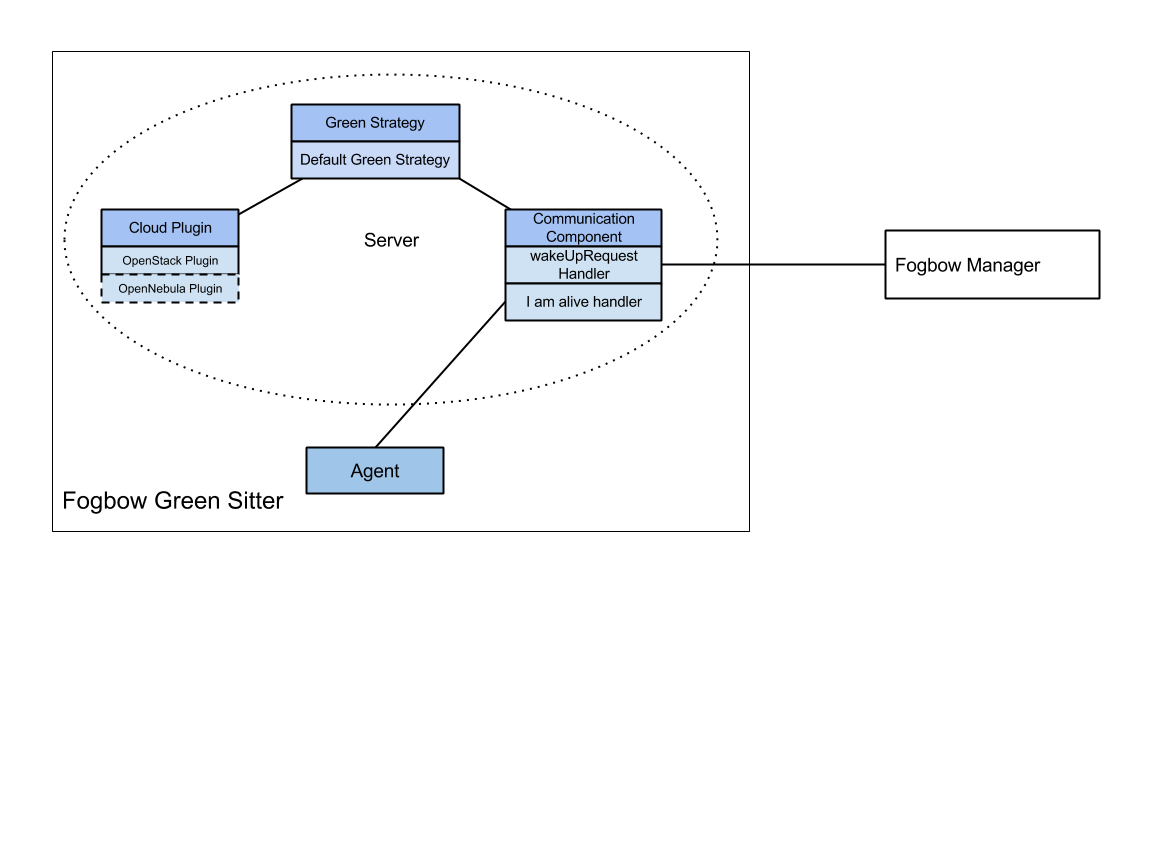 Green Strategy
Default Green Strategy
Cloud Plugin
OpenStack Plugin
OpenNebula Plugin
Server
Communication
Component
wakeUpRequest
Handler
I am alive handler
Fogbow Manager
Agent
Fogbow Green Sitter